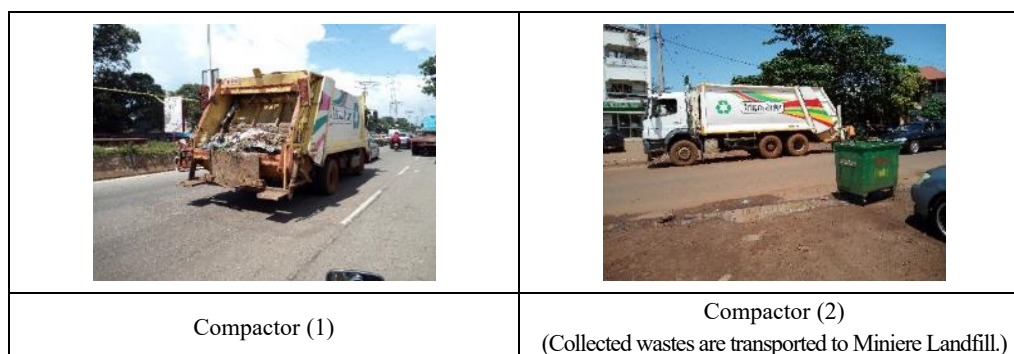 Compactor (1)
Compactor (2)
(Collected wastes are transported to Miniere Landfill.)